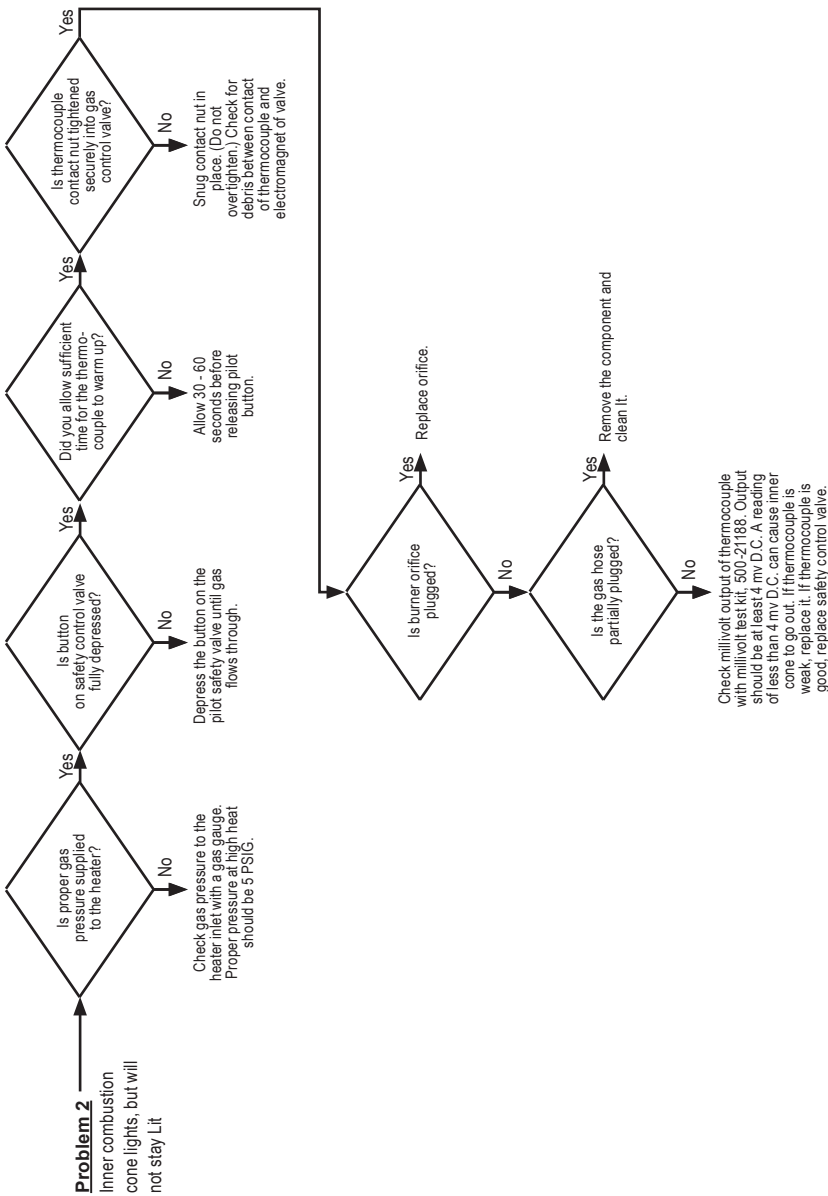 Problem 2
Inner combustion
cone lights, but will
not stay Lit
Is proper gas
pressure supplied
to the heater?
Yes
No
Check gas pressure to the
heater inlet with a gas gauge.
Proper pressure at high heat
should be 5 PSIG.
Is button
on safety control valve
fully depressed?
Yes
No
Depress the button on the
pilot safety valve until gas
flows through.
Did you allow sufficient
time for the thermo-
couple to warm up?
Yes
No
Allow 30 - 60
seconds before
releasing pilot
button.
Is thermocouple
contact nut tightened
securely into gas
control valve?
Yes
No
Snug contact nut in
place. (Do not
overtighten.) Check for
debris between contact
of thermocouple and
electromagnet of valve.
Is burner orifice
plugged?
Yes
Replace orifice.
No
Is the gas hose
partially plugged?
Yes
Remove the component and
clean It.
No
Check millivolt output of thermocouple
with millivolt test kit, 500-21188. Output
should be at least 4 mv D.C. A reading
of less than 4 mv D.C. can cause inner
cone to go out. If thermocouple is
weak, replace it. If thermocouple is
good, replace safety control valve.